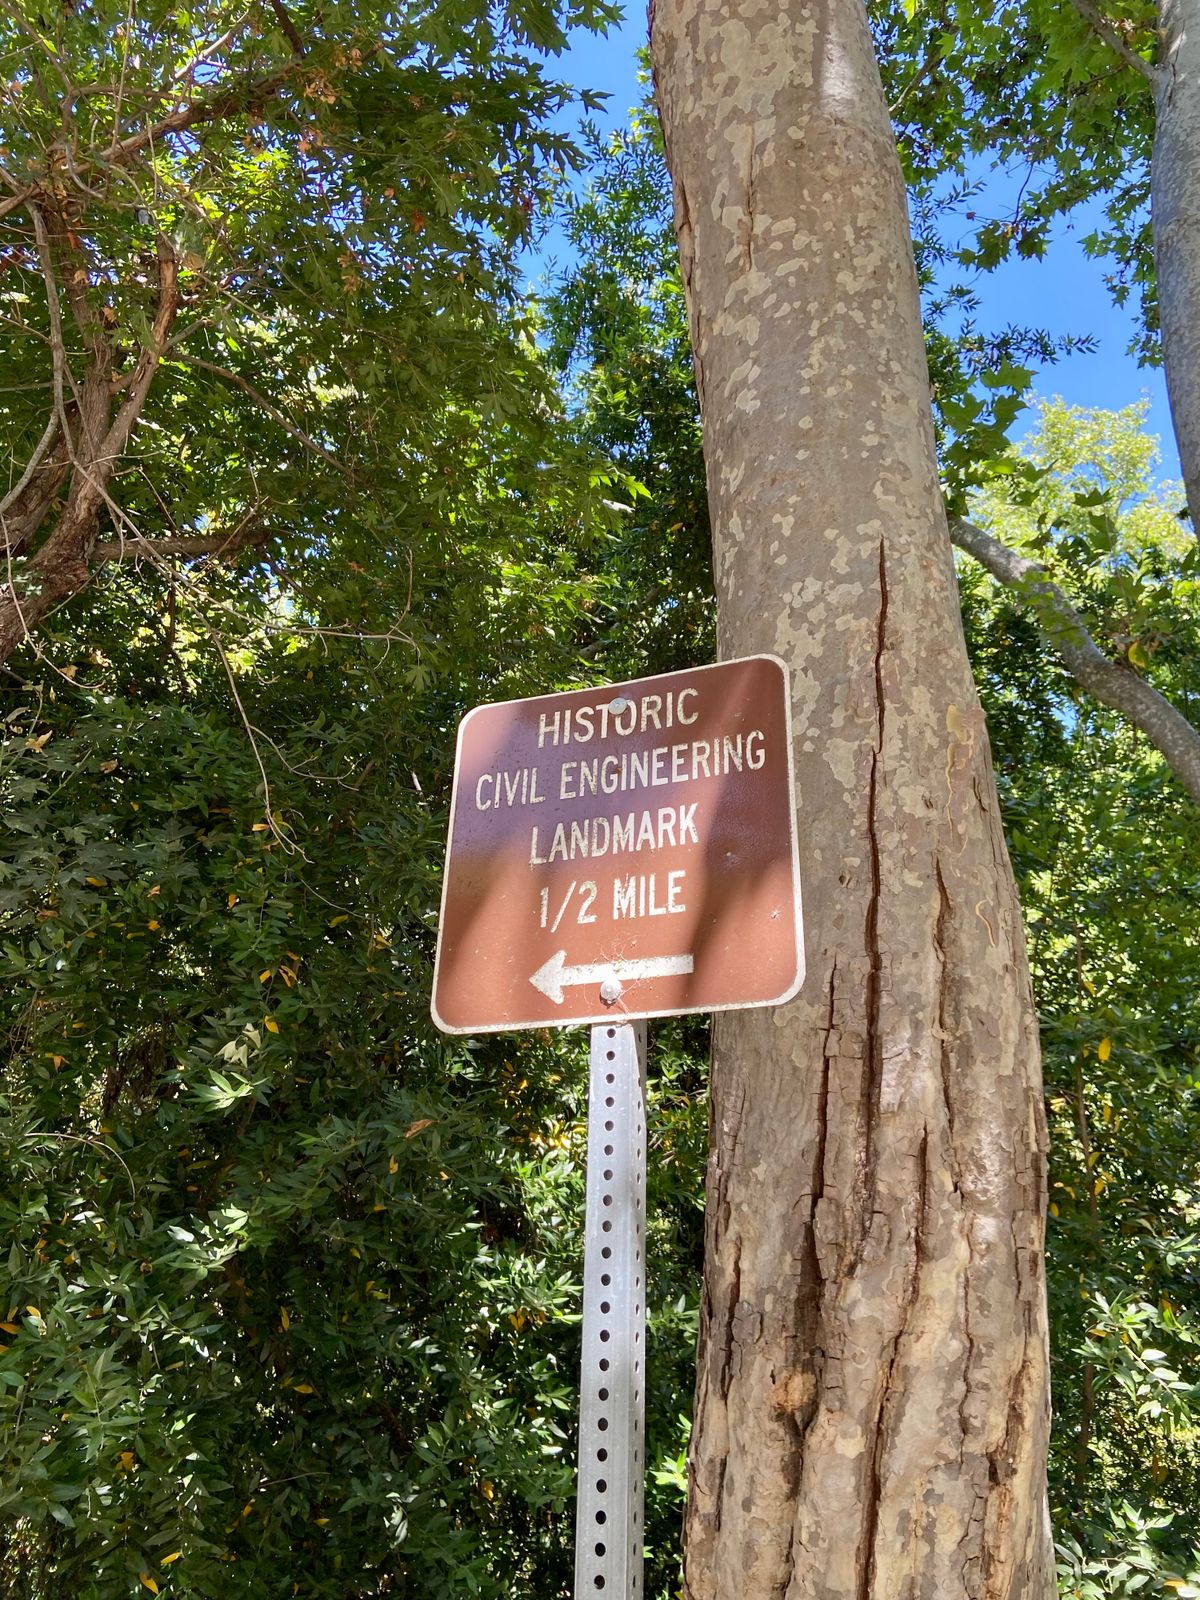 HISTORIC
CIVIL ENGINEERING
LANDMARK
1/2 MILE